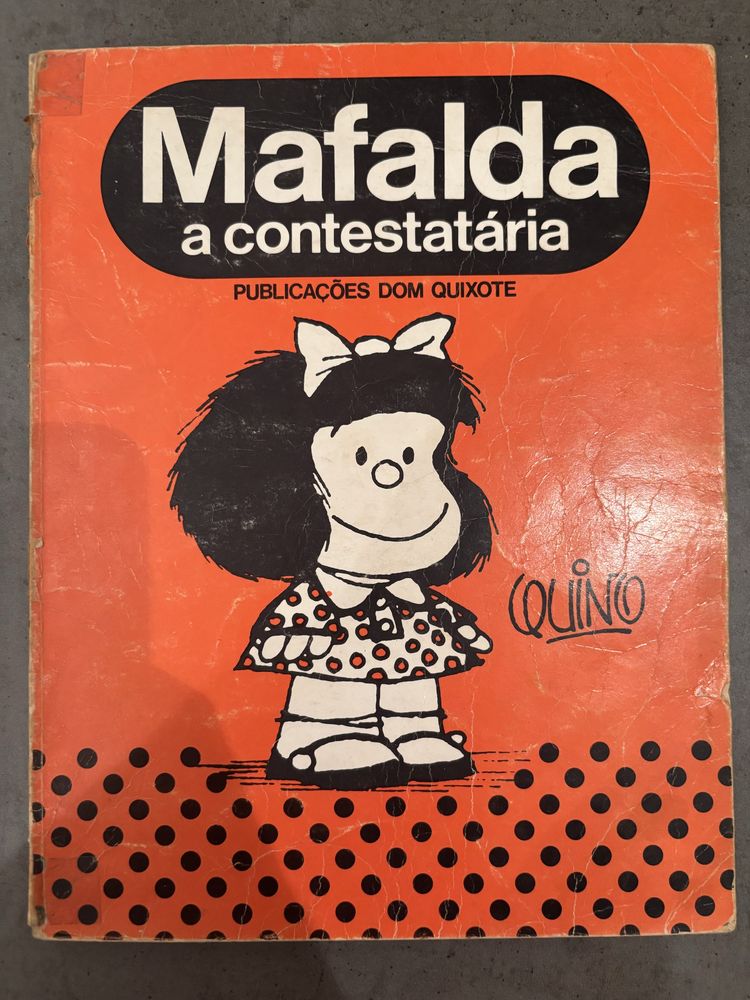 Mafalda
a contestatária
PUBLICAÇÕES DOM QUIXOTE
QUINO